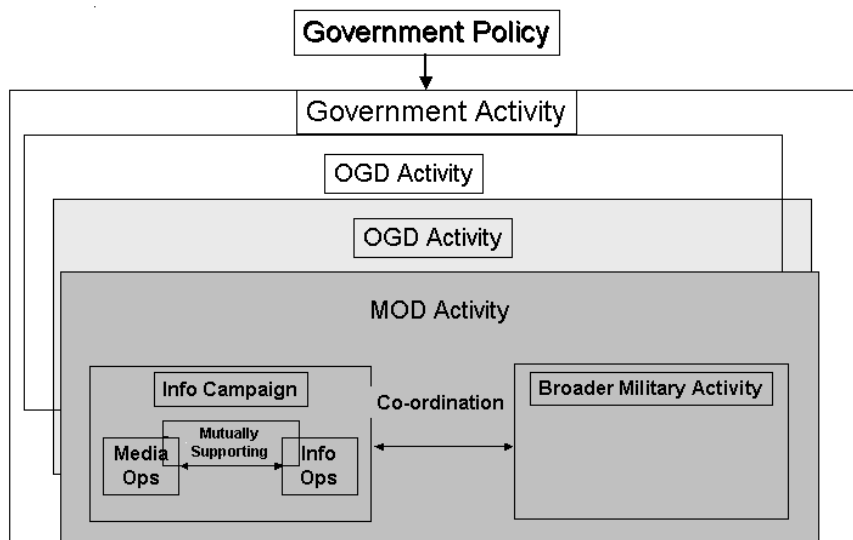 Government Policy
Government Activity
OGD Activity
OGD Activity
MOD Activity
Info Campaign
Mutually
Supporting
Media
Ops
Info
Ops
Co-ordination
Broader Military Activity